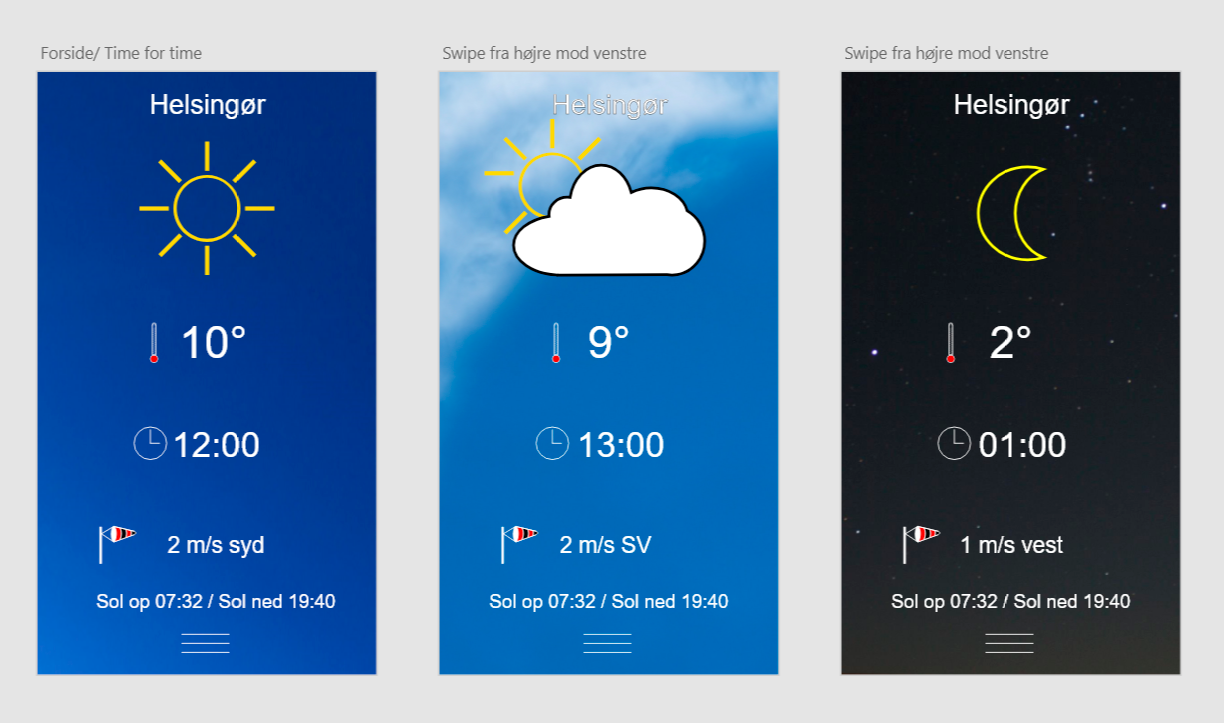 Forside/ Time for time
Helsingør
10°
12:00
2 m/s syd
Sol op 07:32 / Sol ned 19:40
Swipe fra højre mod venstre
Helsingør
9°
13:00
2 m/s SV
Sol op 07:32 / Sol ned 19:40
Swipe fra højre mod venstre
Helsingør
2°
01:00
1 m/s vest
Sol op 07:32 / Sol ned 19:40